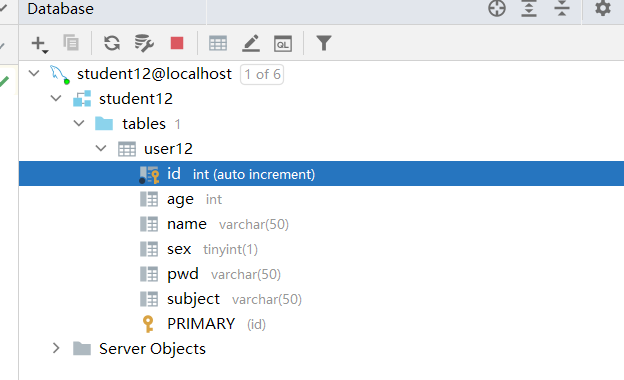 Database
QL
student12@localhost 1 of 6
student12
tables 1
user12
id int (auto increment)
age int
name varchar(50)
sex tinyint(1)
pwd varchar(50)
subject varchar(50)
PRIMARY (id)
Server Objects